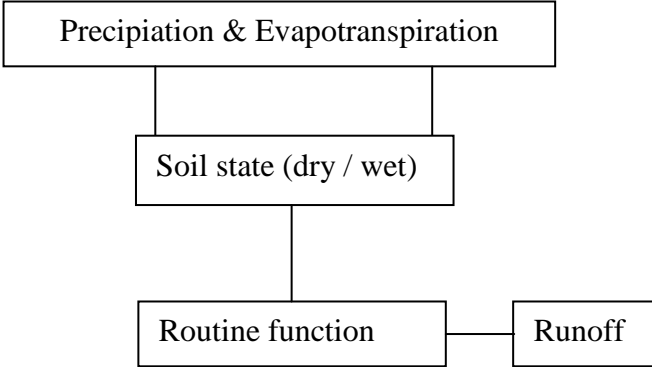 Precipiation & Evapotranspiration
Soil state (dry / wet)
Routine function
Runoff